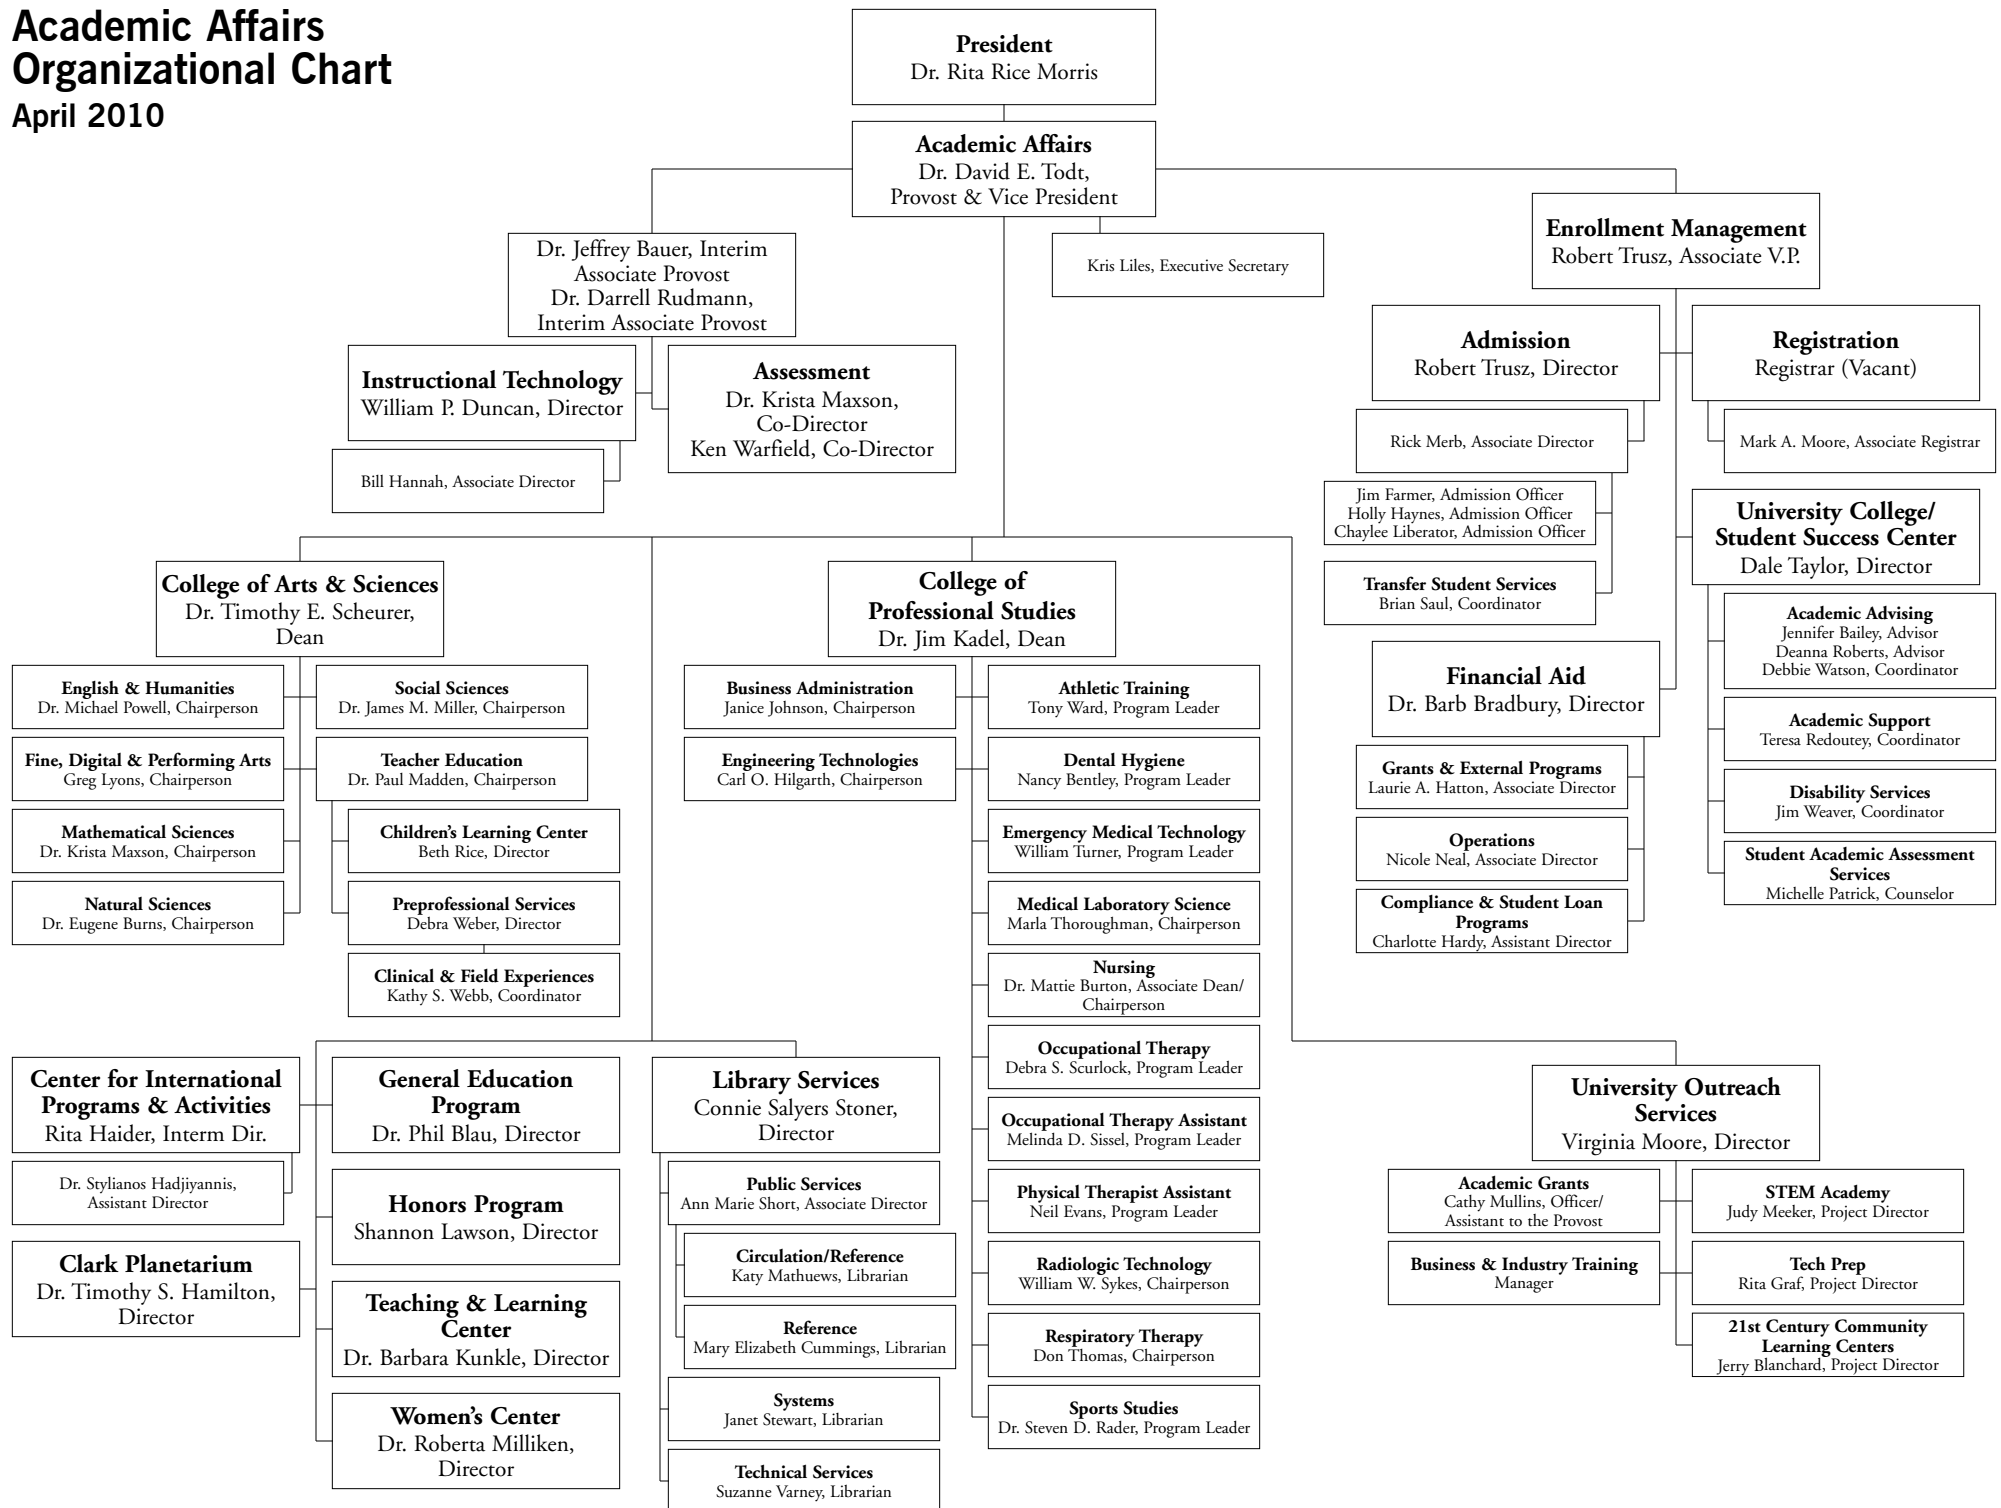 Academic Affairs
Organizational Chart
April 2010
President
Dr. Rita Rice Morris
Academic Affairs
Dr. David E. Todt,
Provost & Vice President
Dr. Jeffrey Bauer, Interim
Associate Provost
Dr. Darrell Rudmann,
Interim Associate Provost
Kris Liles, Executive Secretary
Enrollment Management
Robert Trusz, Associate V.P.
Instructional Technology
William P. Duncan, Director
Bill Hannah, Associate Director
Assessment
Dr. Krista Maxson,
Co-Director
Ken Warfield, Co-Director
Admission
Robert Trusz, Director
Rick Merb, Associate Director
Jim Farmer, Admission Officer
Holly Haynes, Admission Officer
Chaylee Liberator, Admission Officer
Transfer Student Services
Brian Saul, Coordinator
Registration
Registrar (Vacant)
Mark A. Moore, Associate Registrar
University College/
Student Success Center
Dale Taylor, Director
Academic Advising
Jennifer Bailey, Advisor
Deanna Roberts, Advisor
Debbie Watson, Coordinator
Academic Support
Teresa Redoutey, Coordinator
Disability Services
Jim Weaver, Coordinator
Student Academic Assessment
Services
Michelle Patrick, Counselor
Financial Aid
Dr. Barb Bradbury, Director
Grants & External Programs
Laurie A. Hatton, Associate Director
Operations
Nicole Neal, Associate Director
Compliance & Student Loan
Programs
Charlotte Hardy, Assistant Director
College of Arts & Sciences
Dr. Timothy E. Scheurer,
Dean
English & Humanities
Dr. Michael Powell, Chairperson
Fine, Digital & Performing Arts
Greg Lyons, Chairperson
Mathematical Sciences
Dr. Krista Maxson, Chairperson
Natural Sciences
Dr. Eugene Burns, Chairperson
Social Sciences
Dr. James M. Miller, Chairperson
Teacher Education
Dr. Paul Madden, Chairperson
Children's Learning Center
Beth Rice, Director
Preprofessional Services
Debra Weber, Director
Clinical & Field Experiences
Kathy S. Webb, Coordinator
College of
Professional Studies
Dr. Jim Kadel, Dean
Business Administration
Janice Johnson, Chairperson
Engineering Technologies
Carl O. Hilgarth, Chairperson
Athletic Training
Tony Ward, Program Leader
Dental Hygiene
Nancy Bentley, Program Leader
Emergency Medical Technology
William Turner, Program Leader
Medical Laboratory Science
Marla Thoroughman, Chairperson
Nursing
Dr. Mattie Burton, Associate Dean/
Chairperson
Occupational Therapy
Debra S. Scurlock, Program Leader
Occupational Therapy Assistant
Melinda D. Sissel, Program Leader
Physical Therapist Assistant
Neil Evans, Program Leader
Radiologic Technology
William W. Sykes, Chairperson
Respiratory Therapy
Don Thomas, Chairperson
Sports Studies
Dr. Steven D. Rader, Program Leader
Center for International
Programs & Activities
Rita Haider, Interm Dir.
Dr. Stylianos Hadjiyannis,
Assistant Director
Clark Planetarium
Dr. Timothy S. Hamilton,
Director
General Education
Program
Dr. Phil Blau, Director
Honors Program
Shannon Lawson, Director
Teaching & Learning
Center
Dr. Barbara Kunkle, Director
Women's Center
Dr. Roberta Milliken,
Director
Library Services
Connie Salyers Stoner,
Director
Public Services
Ann Marie Short, Associate Director
Circulation/Reference
Katy Mathuews, Librarian
Reference
Mary Elizabeth Cummings, Librarian
Systems
Janet Stewart, Librarian
Technical Services
Suzanne Varney, Librarian
University Outreach
Services
Virginia Moore, Director
Academic Grants
Cathy Mullins, Officer/
Assistant to the Provost
Business & Industry Training
Manager
STEM Academy
Judy Meeker, Project Director
Tech Prep
Rita Graf, Project Director
21st Century Community
Learning Centers
Jerry Blanchard, Project Director